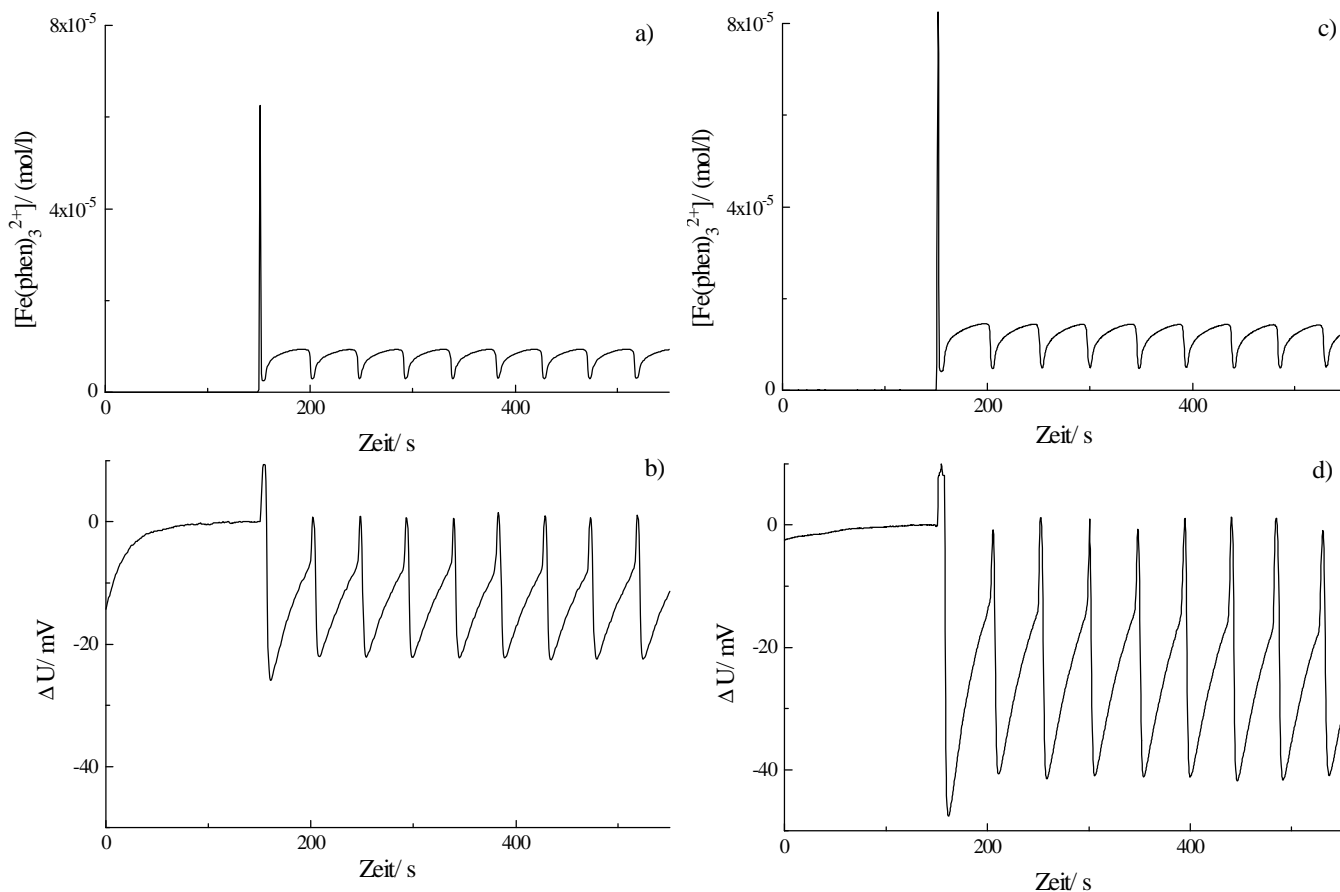 a)
8x10⁻⁵
4x10⁻⁵
0
[Fe(phen)₃²⁺]/ (mol/l)
0 200 400
Zeit/ s
c)
8x10⁻⁵
4x10⁻⁵
0
[Fe(phen)₃²⁺]/ (mol/l)
0 200 400
Zeit/ s
b)
0
-20
-40
Δ U/ mV
0 200 400
Zeit/ s
d)
0
-20
-40
Δ U/ mV
0 200 400
Zeit/ s